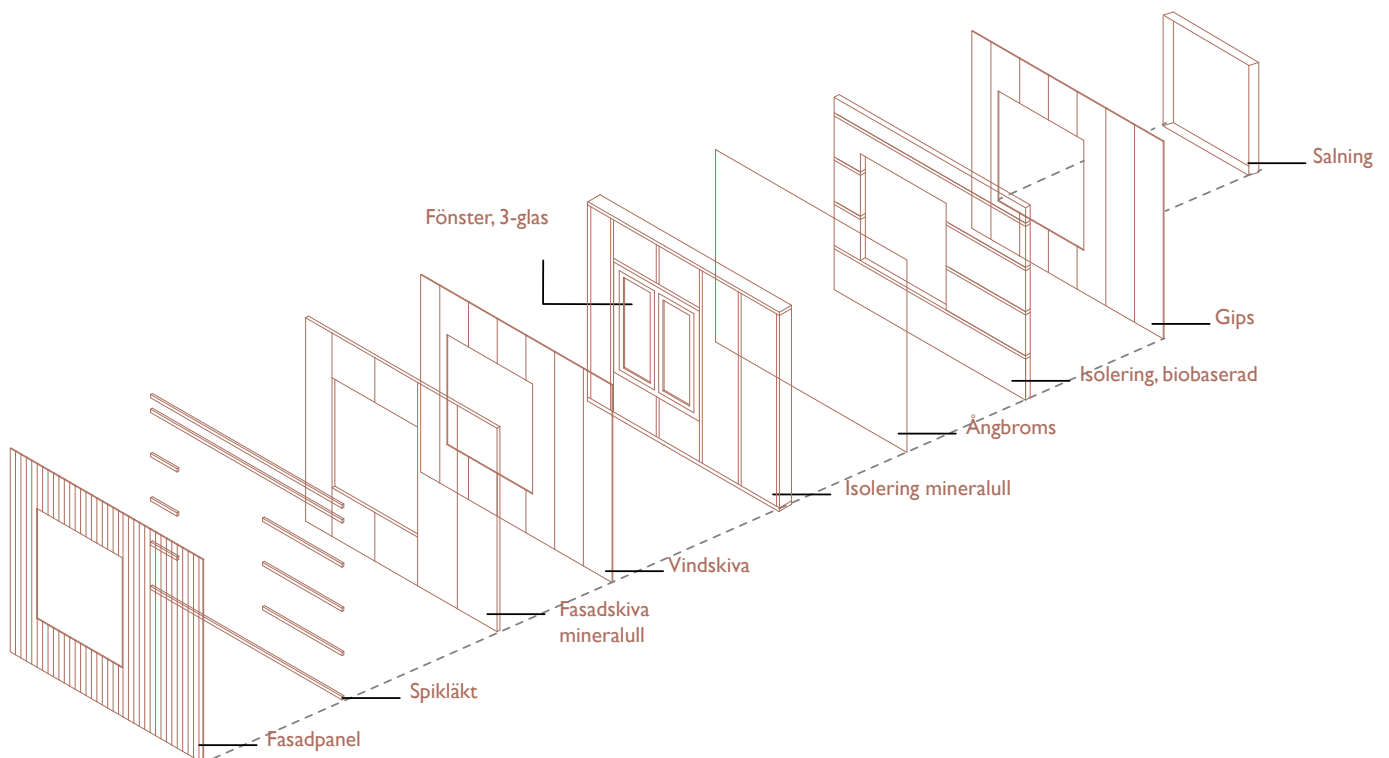 Salning
Fönster, 3-glas
Gips
Isolering, biobaserad
Ångbroms
Isolering mineralull
Vindskiva
Fasadskiva
mineralull
Spikläkt
Fasadpanel